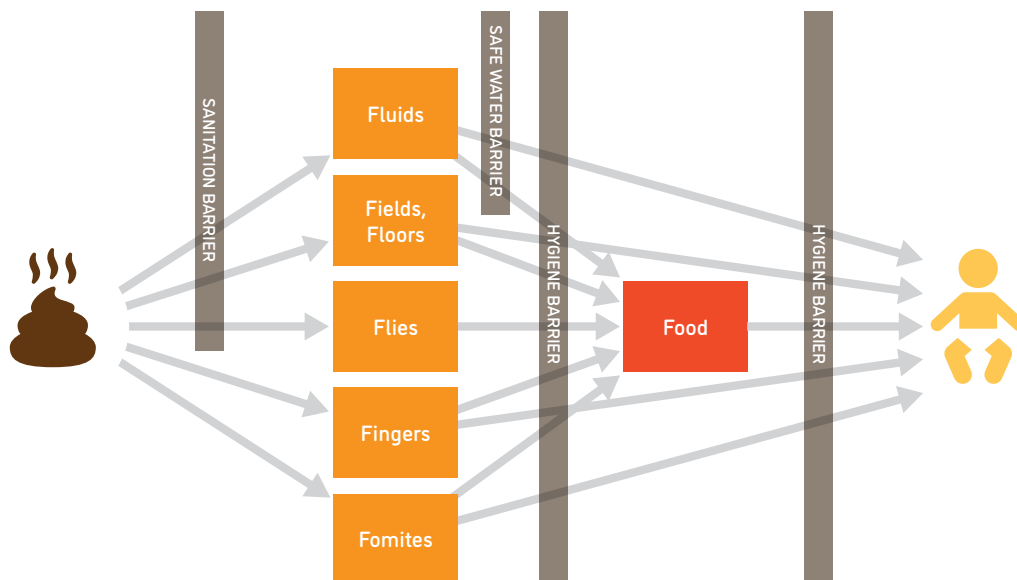 SANITATION BARRIER
Fluids
Fields,
Floors
Flies
Fingers
Fomites
SAFE WATER BARRIER
HYGIENE BARRIER
Food
HYGIENE BARRIER